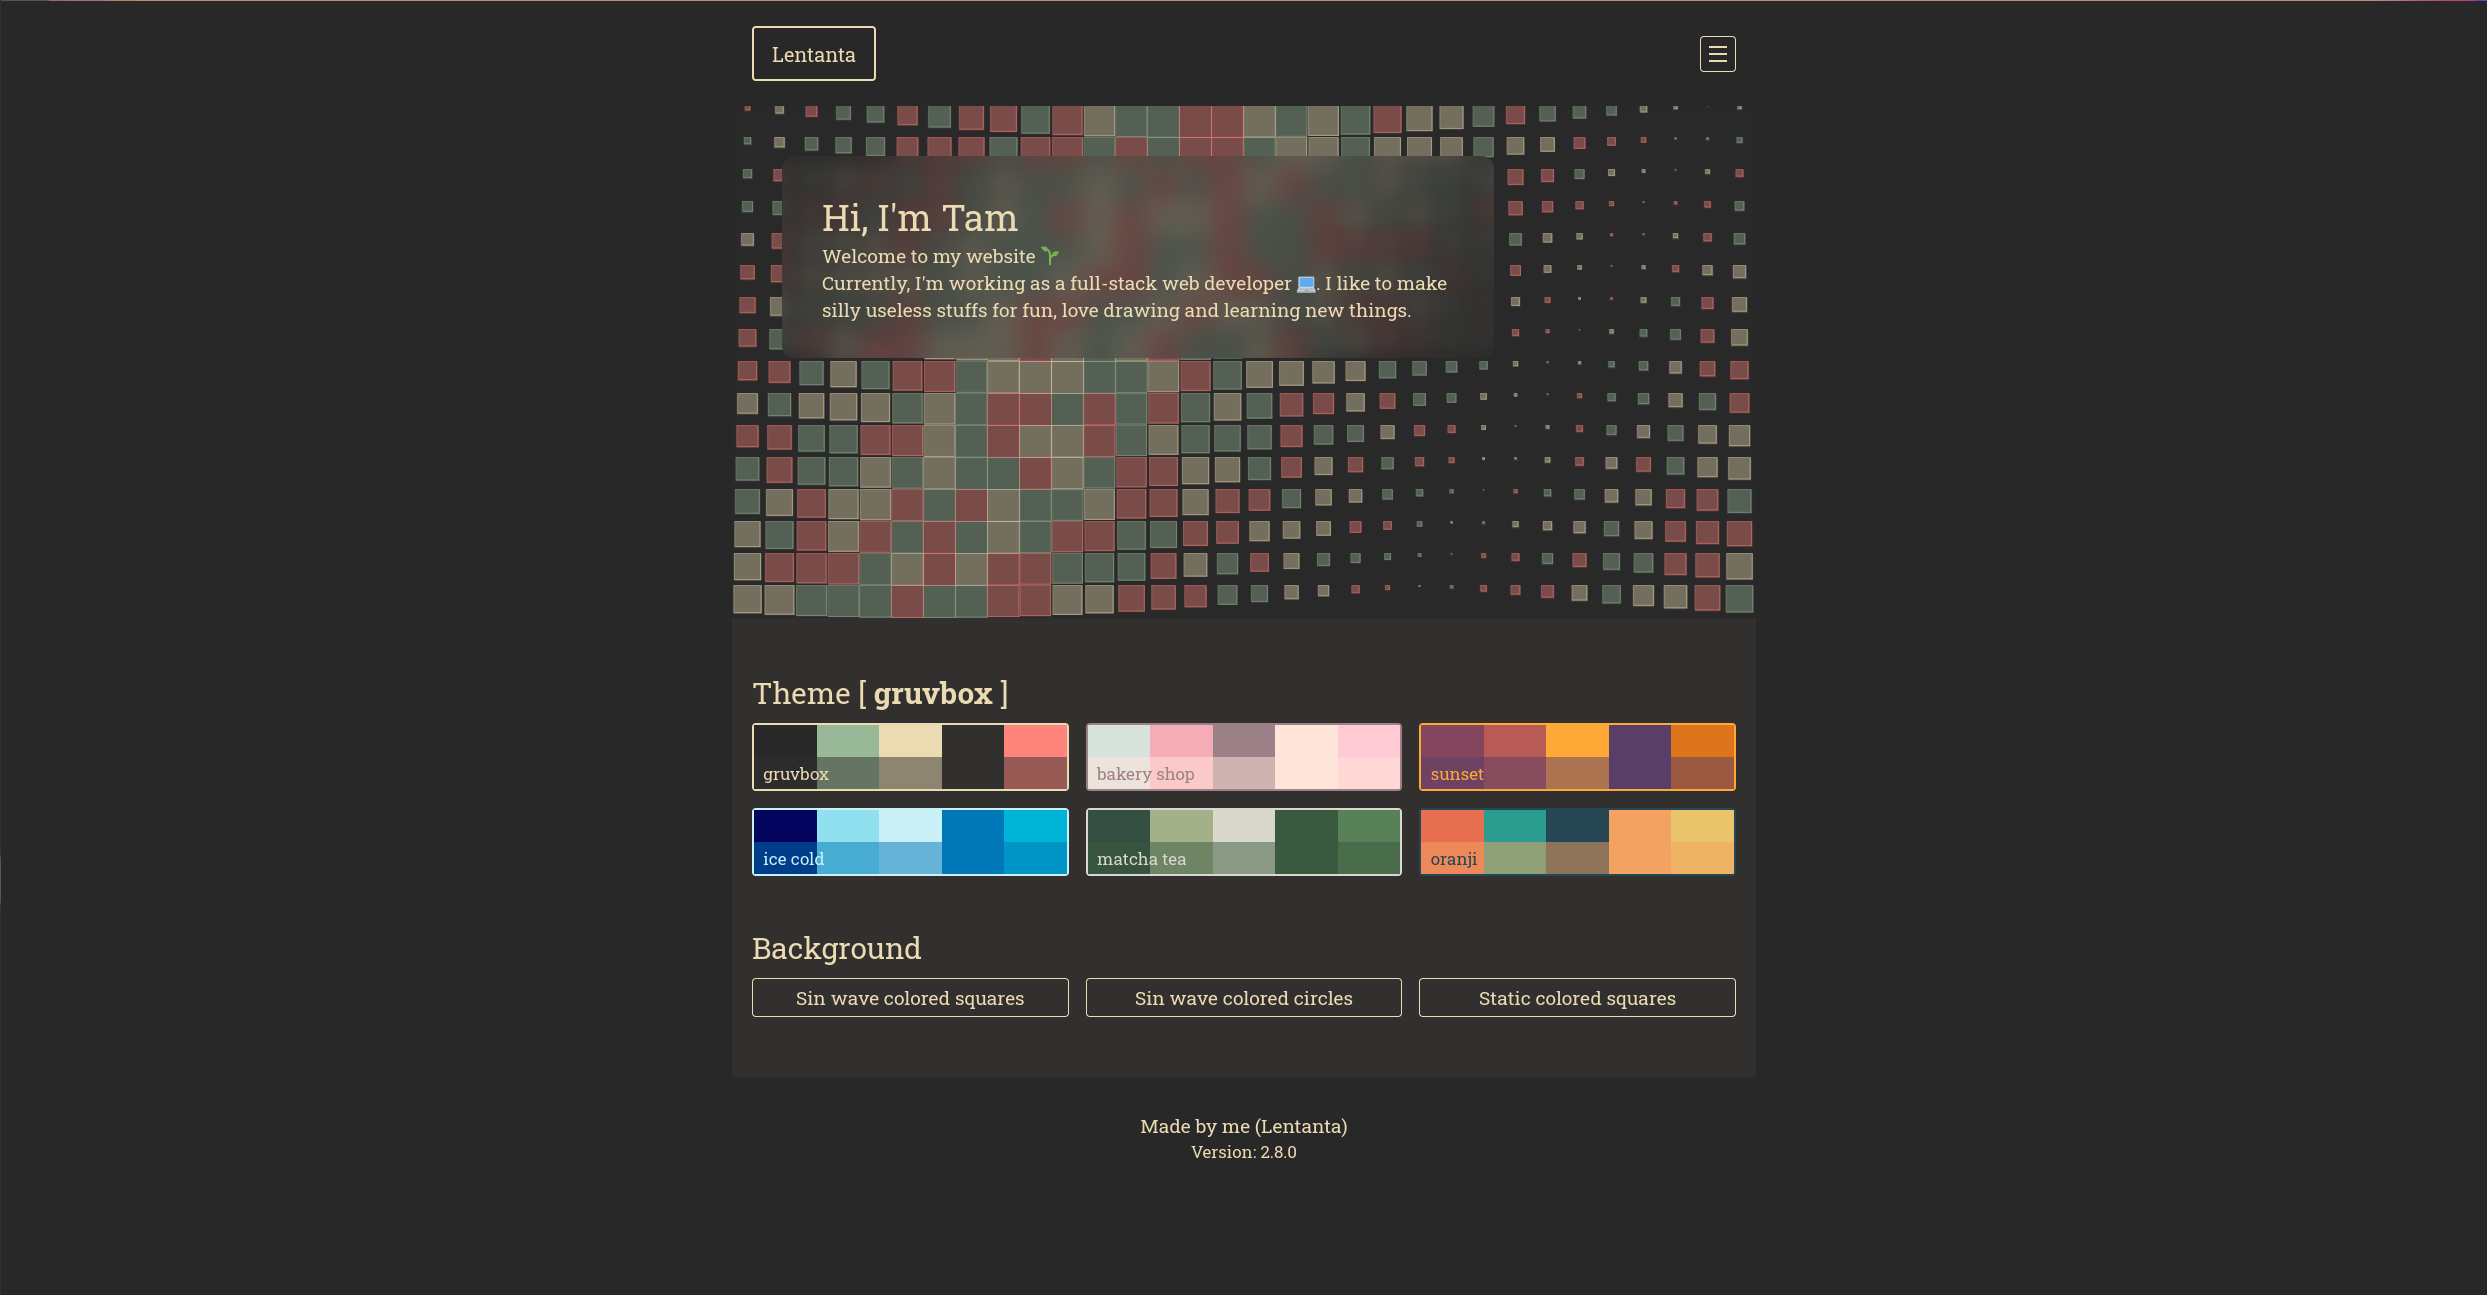 Lentanta
Hi, I'm Tam
Welcome to my website 🌱
Currently, I'm working as a full-stack web developer 💻. I like to make
silly useless stuffs for fun, love drawing and learning new things.
Theme [ gruvbox ]
gruvbox
bakery shop
sunset
ice cold
matcha tea
oranji
Background
Sin wave colored squares
Sin wave colored circles
Static colored squares
Made by me (Lentanta)
Version: 2.8.0